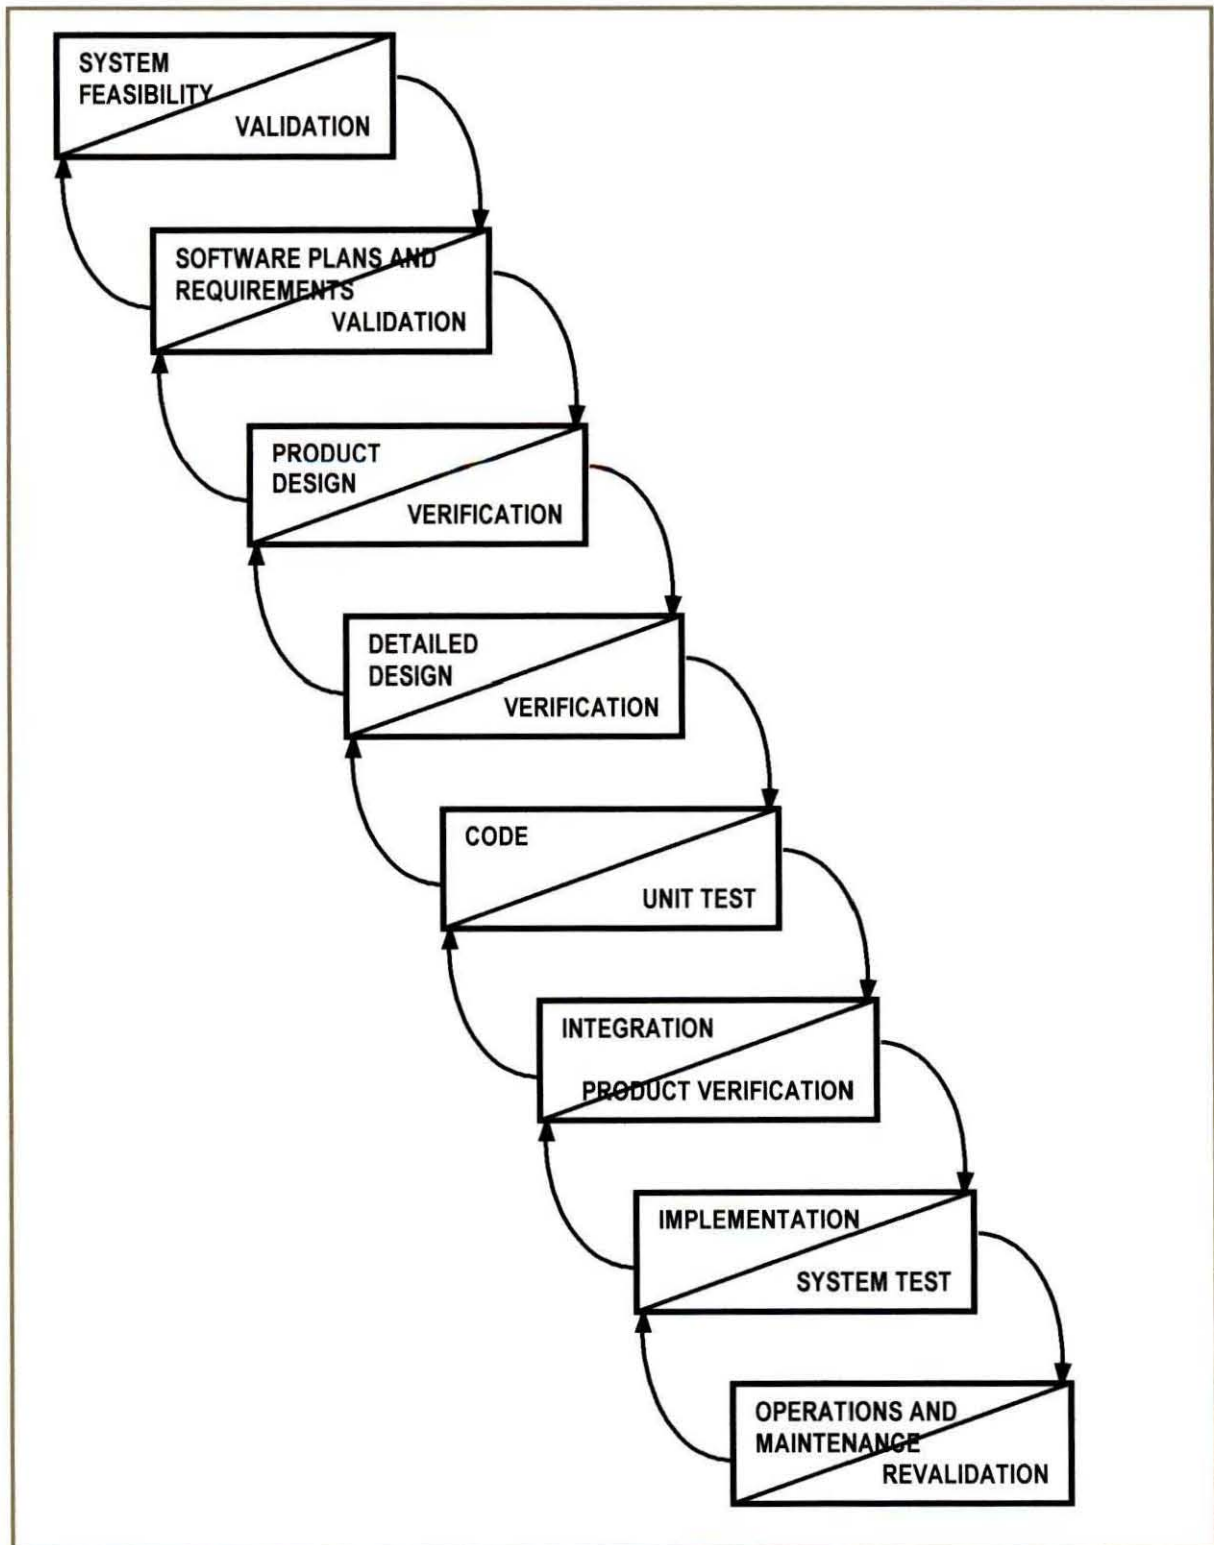 SYSTEM
FEASIBILITY
VALIDATION
SOFTWARE PLANS AND
REQUIREMENTS
VALIDATION
PRODUCT
DESIGN
VERIFICATION
DETAILED
DESIGN
VERIFICATION
CODE
UNIT TEST
INTEGRATION
PRODUCT VERIFICATION
IMPLEMENTATION
SYSTEM TEST
OPERATIONS AND
MAINTENANCE
REVALIDATION